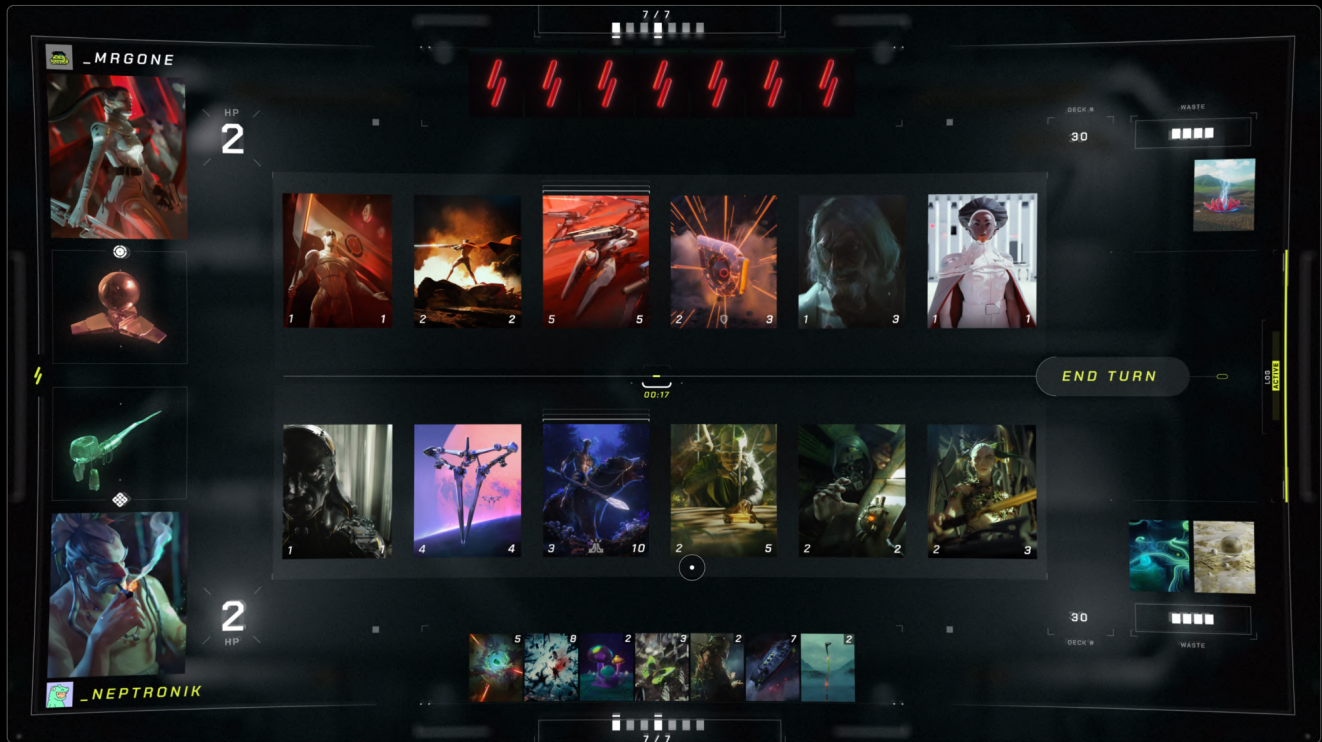 7 / 7
_MRGONE
HP
2
DECK #
30
WASTE
1 1
2 2
5 5
2 3
1 3
1 1
00:17
END TURN
LOG ACTIVE
1
4 4
3 10
2 5
2 2
2 3
2
HP
30
DECK #
WASTE
5 8 2 3 2 7 2
_NEPTRONIK
7 / 7